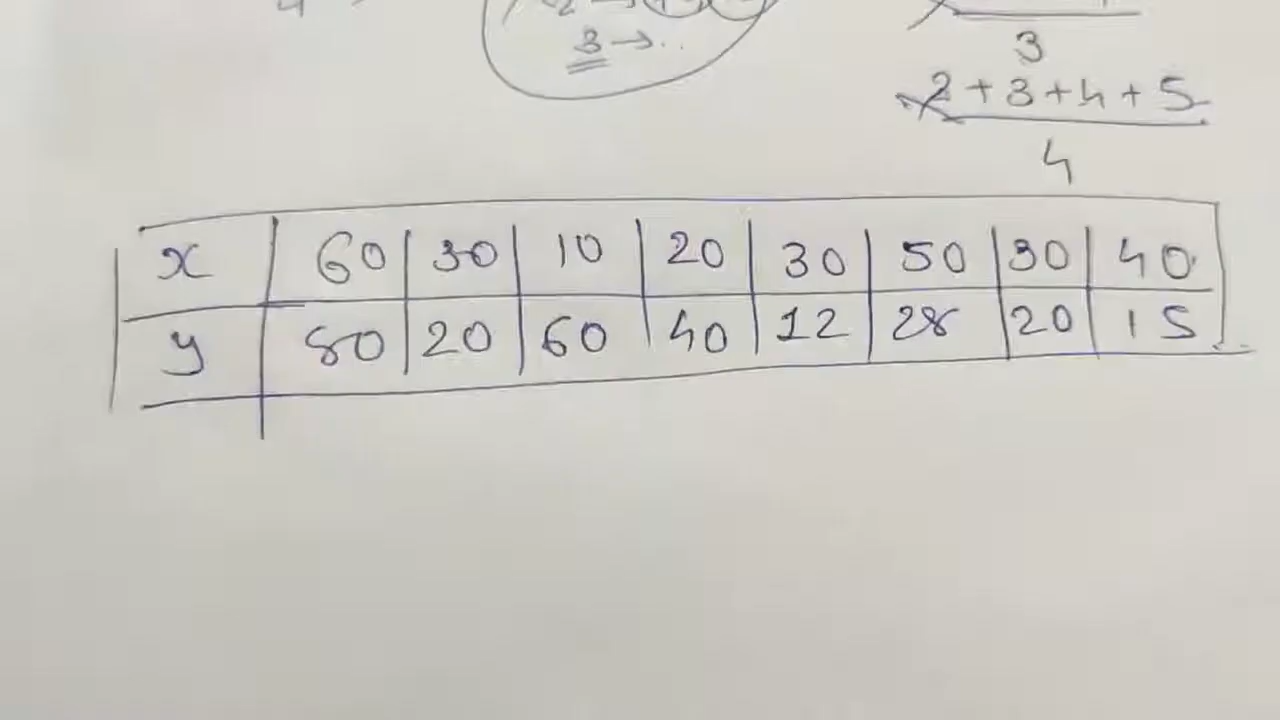 3 → ..
3
2 + 3 + 4 + 5
4
x 60 30 10 20 30 50 30 40
y 80 20 60 40 12 28 20 15